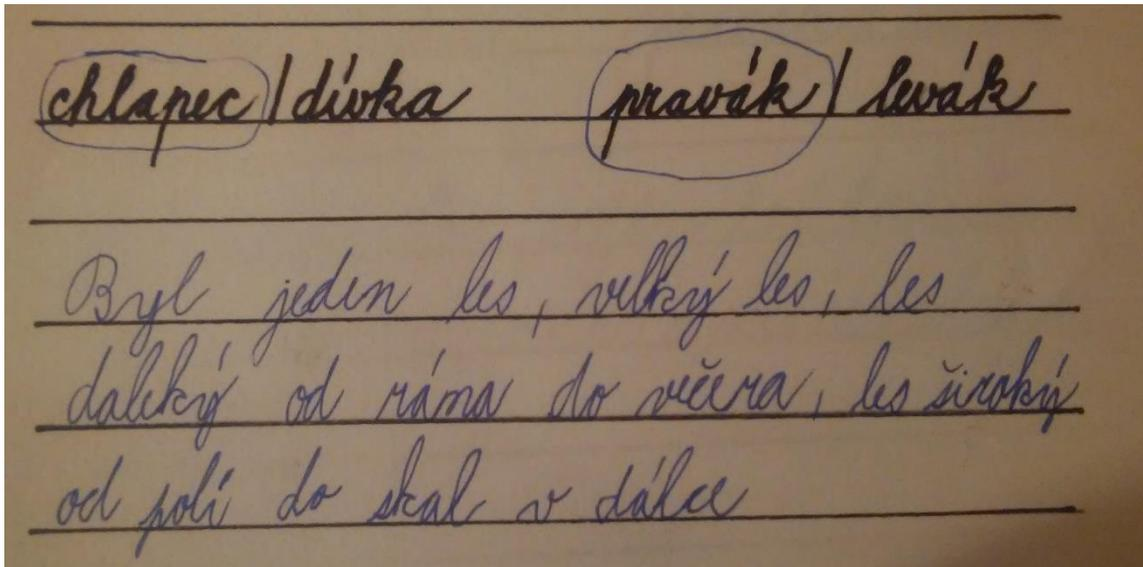 chlapec / dívka pravák / levák
Byl jeden les, velký les, les
daleký od rána do večera, les široký
od polí do skal v dálce